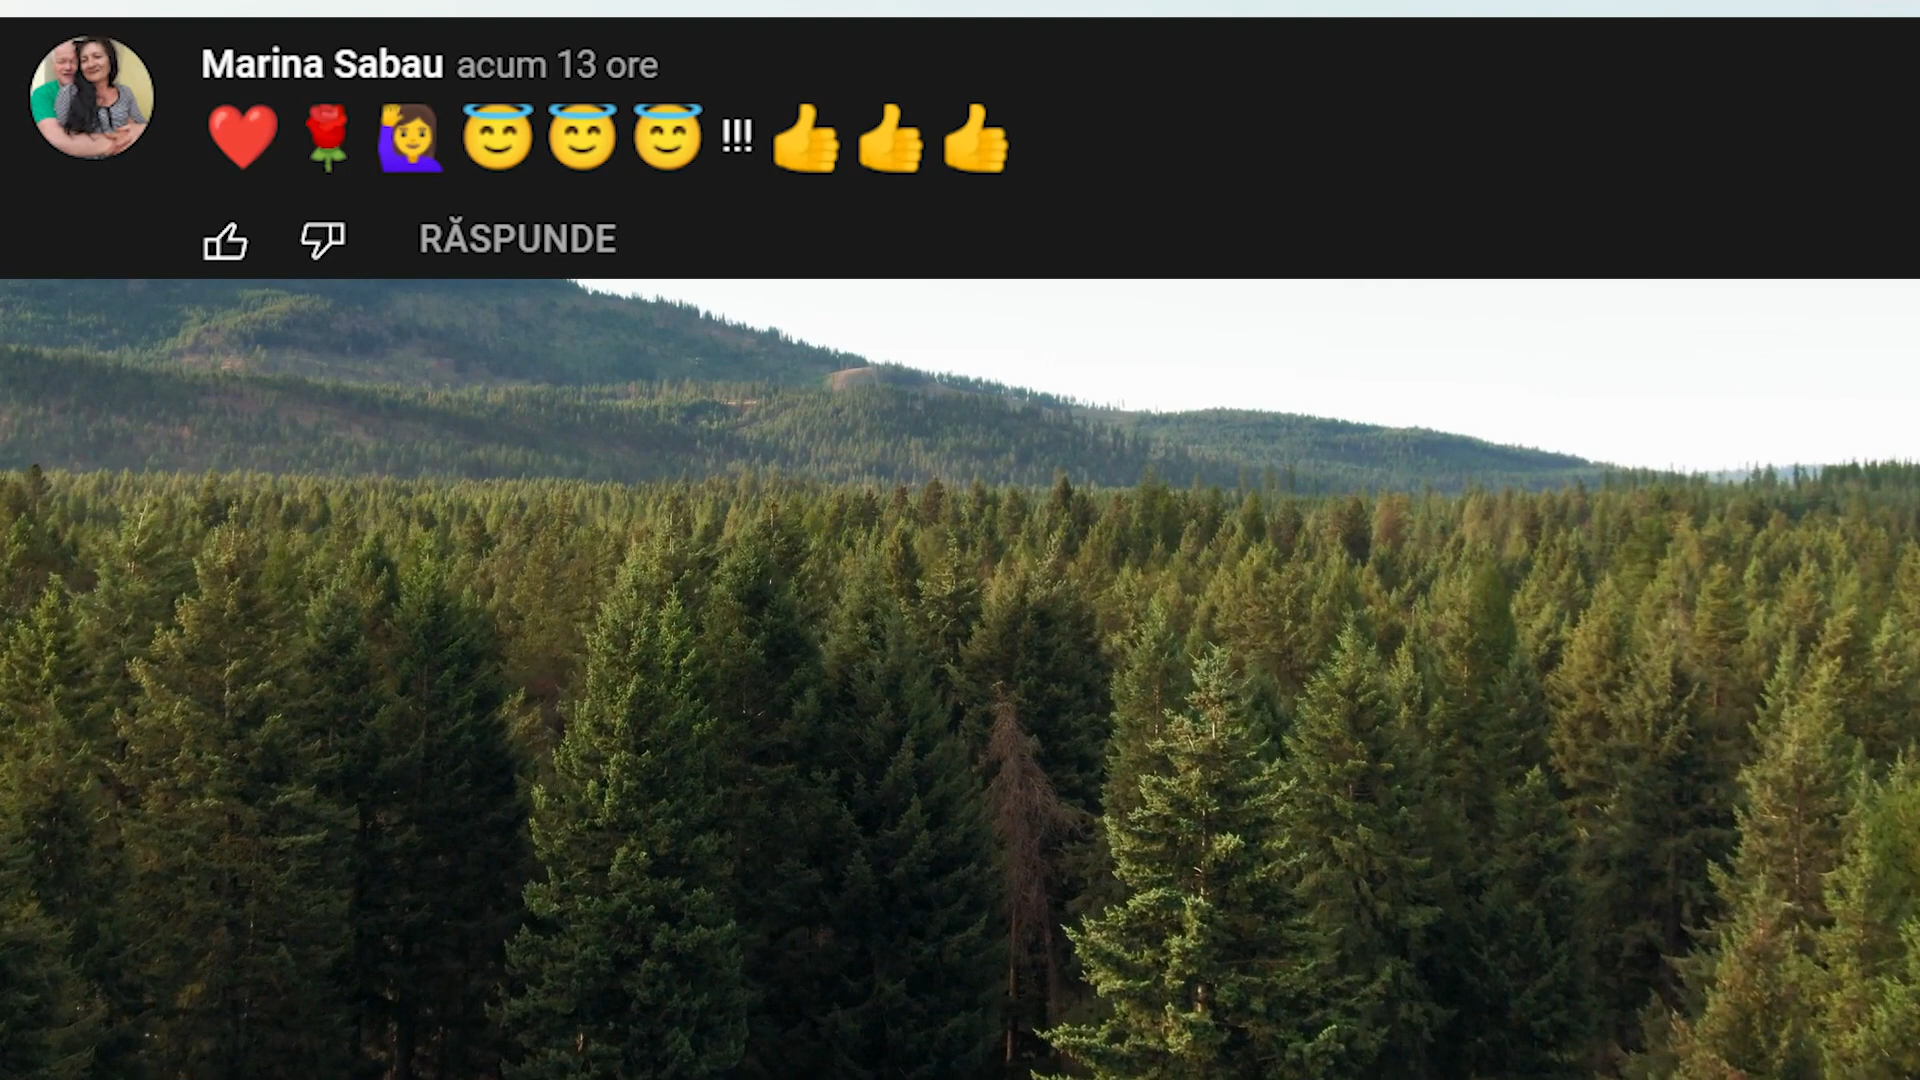 Marina Sabau acum 13 ore
❤️ 🌹 🙋‍♀️ 😇 😇 😇 !!! 👍 👍 👍
RĂSPUNDE